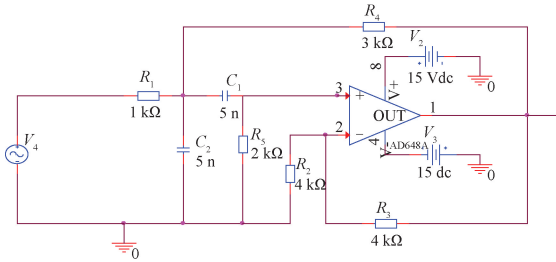 R4
3 kΩ
V2
15 Vdc
0
8
V+
R1
1 kΩ
C1
5 n
3
+
OUT
1
2
−
4
V-
AD648A
V3
15 dc
0
V4
C2
5 n
R5
2 kΩ
R2
4 kΩ
R3
4 kΩ
0